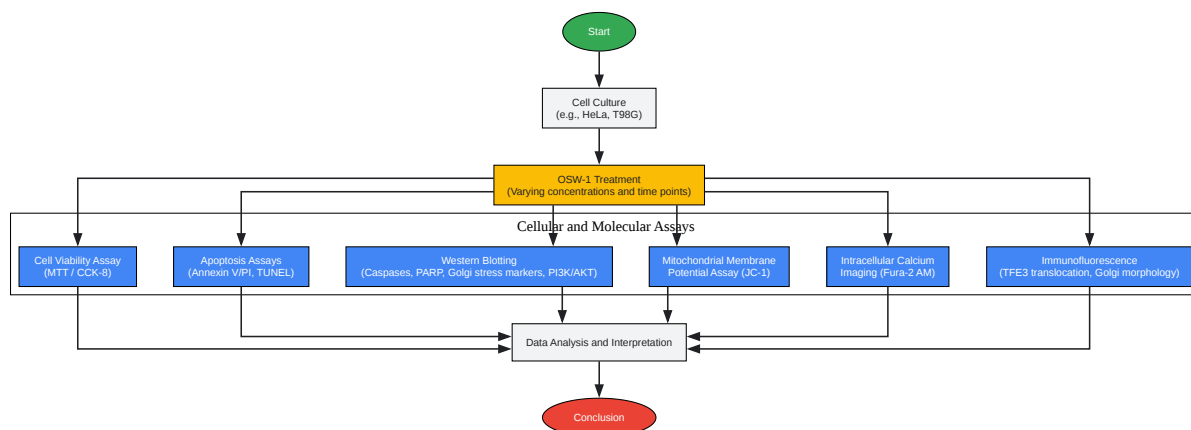 Start
Cell Culture
(e.g., HeLa, T98G)
OSW-1 Treatment
(Varying concentrations and time points)
Cellular and Molecular Assays
Cell Viability Assay
(MTT / CCK-8)
Apoptosis Assays
(Annexin V/PI, TUNEL)
Western Blotting
(Caspases, PARP, Golgi stress markers, PI3K/AKT)
Mitochondrial Membrane
Potential Assay (JC-1)
Intracellular Calcium
Imaging (Fura-2 AM)
Immunofluorescence
(TFE3 translocation, Golgi morphology)
Data Analysis and Interpretation
Conclusion